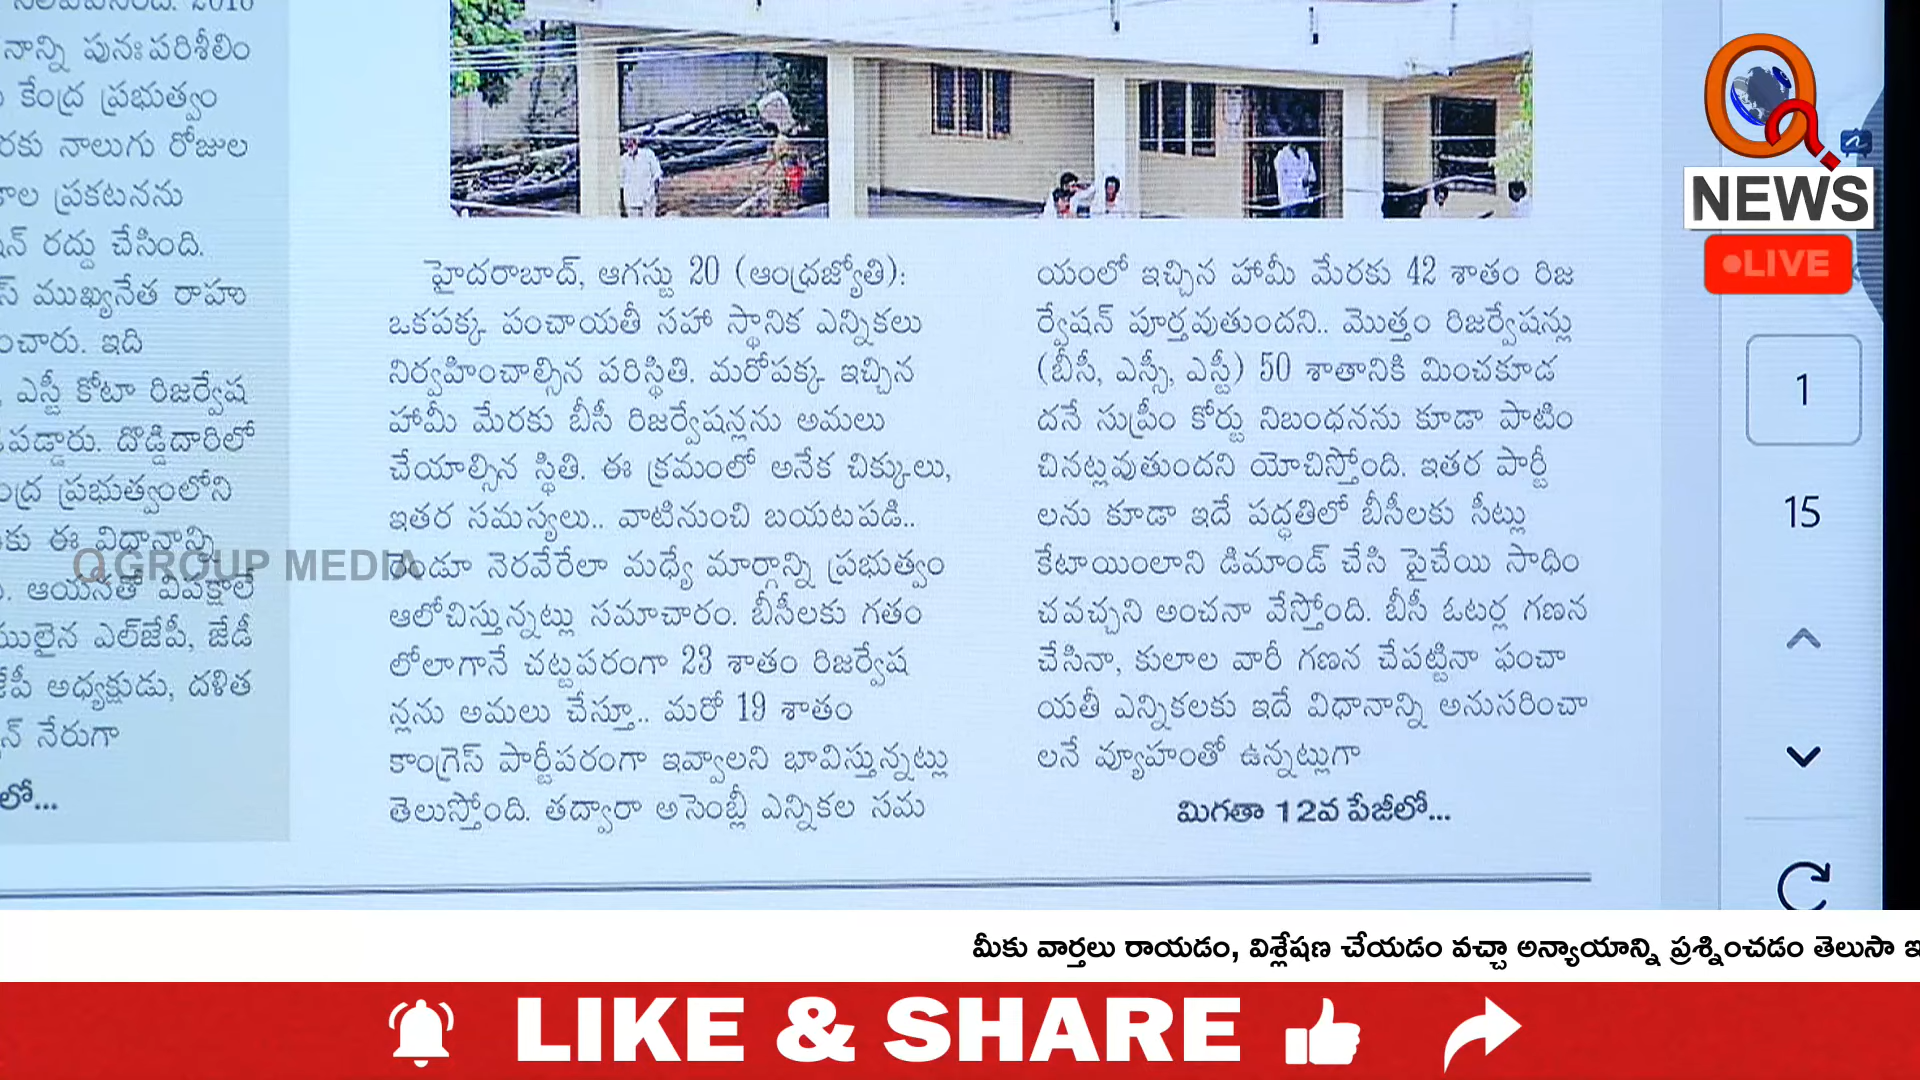 నాన్ని పునఃపరిశీలిం
కేంద్ర ప్రభుత్వం
రకు నాలుగు రోజుల
ప్రకటనను
రద్దు చేసింది.
ముఖ్యనేత రాహు
చారు. ఇది
ఎస్టీ కోటా రిజర్వేష
పడ్డారు. దొడ్డిదారిలో
ంద్ర ప్రభుత్వంలోని
కు ఈ విధానాన్ని
ఆయనతో విపక్షాలే
ములైన ఎల్‌జేపీ, జేడీ
జేపీ అధ్యక్షుడు, దళిత
నేరుగా
లో...
హైదరాబాద్, ఆగస్టు 20 (ఆంధ్రజ్యోతి):
ఒకపక్క పంచాయతీ సహా స్థానిక ఎన్నికలు
నిర్వహించాల్సిన పరిస్థితి. మరోపక్క ఇచ్చిన
హామీ మేరకు బీసీ రిజర్వేషన్లను అమలు
చేయాల్సిన స్థితి. ఈ క్రమంలో అనేక చిక్కులు,
ఇతర సమస్యలు.. వాటినుంచి బయటపడి..
రెండూ నెరవేరేలా మధ్యే మార్గాన్ని ప్రభుత్వం
ఆలోచిస్తున్నట్లు సమాచారం. బీసీలకు గతం
లోలాగానే చట్టపరంగా 23 శాతం రిజర్వేష
న్లను అమలు చేస్తూ.. మరో 19 శాతం
కాంగ్రెస్ పార్టీపరంగా ఇవ్వాలని భావిస్తున్నట్లు
తెలుస్తోంది. తద్వారా అసెంబ్లీ ఎన్నికల సమ
యంలో ఇచ్చిన హామీ మేరకు 42 శాతం రిజ
ర్వేషన్ పూర్తవుతుందని.. మొత్తం రిజర్వేషన్లు
(బీసీ, ఎస్సీ, ఎస్టీ) 50 శాతానికి మించకూడ
దనే సుప్రీం కోర్టు నిబంధనను కూడా పాటిం
చినట్లవుతుందని యోచిస్తోంది. ఇతర పార్టీ
లను కూడా ఇదే పద్ధతిలో బీసీలకు సీట్లు
కేటాయింలాని డిమాండ్ చేసి పైచేయి సాధిం
చవచ్చని అంచనా వేస్తోంది. బీసీ ఓటర్ల గణన
చేసినా, కులాల వారీ గణన చేపట్టినా ఫంచా
యతీ ఎన్నికలకు ఇదే విధానాన్ని అనుసరించా
లనే వ్యూహంతో ఉన్నట్లుగా
మిగతా 12వ పేజీలో...
Q GROUP MEDIA
Q NEWS
LIVE
1
15
మీకు వార్తలు రాయడం, విశ్లేషణ చేయడం వచ్చా అన్యాయాన్ని ప్రశ్నించడం తెలుసా ఇ
LIKE & SHARE